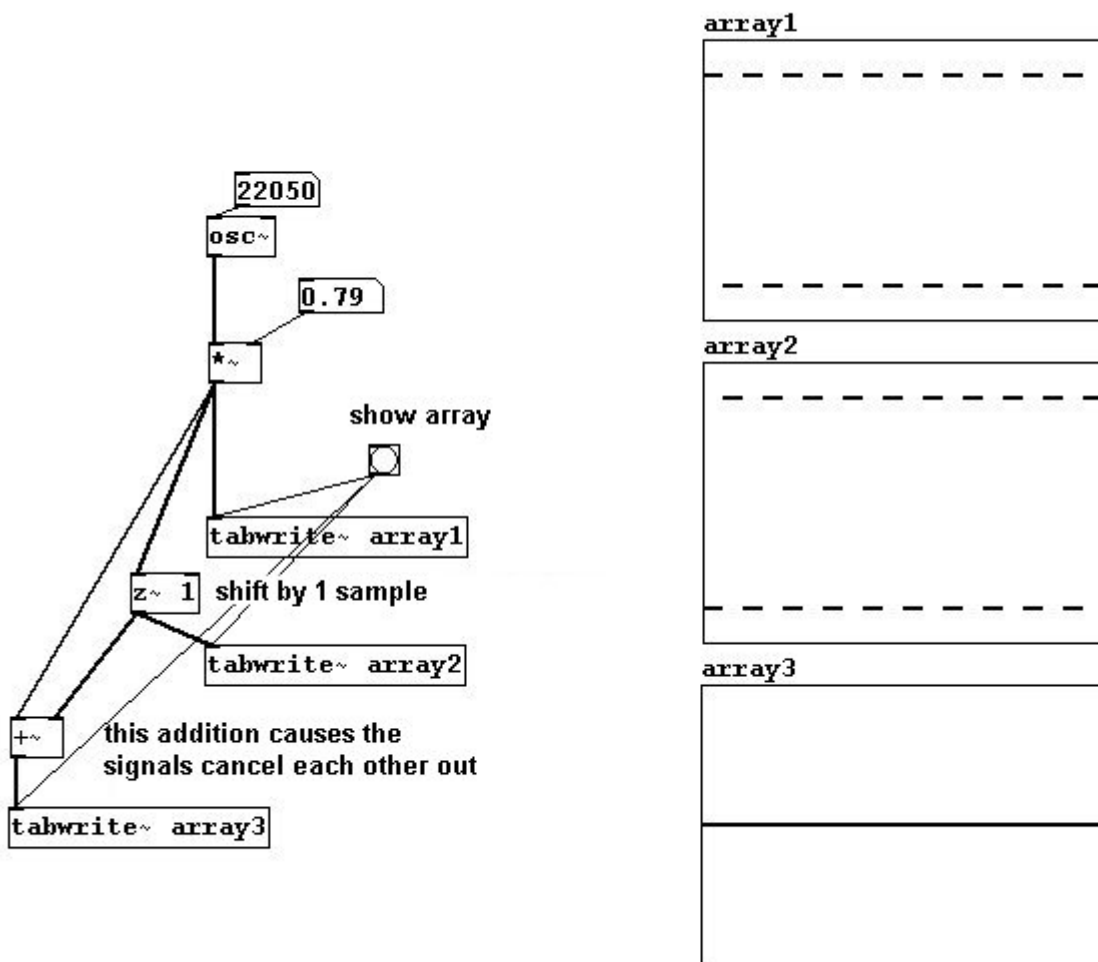 array1
22050
osc~
0.79
*~
array2
show array
tabwrite~ array1
z~ 1 shift by 1 sample
tabwrite~ array2
array3
+~
this addition causes the
signals cancel each other out
tabwrite~ array3